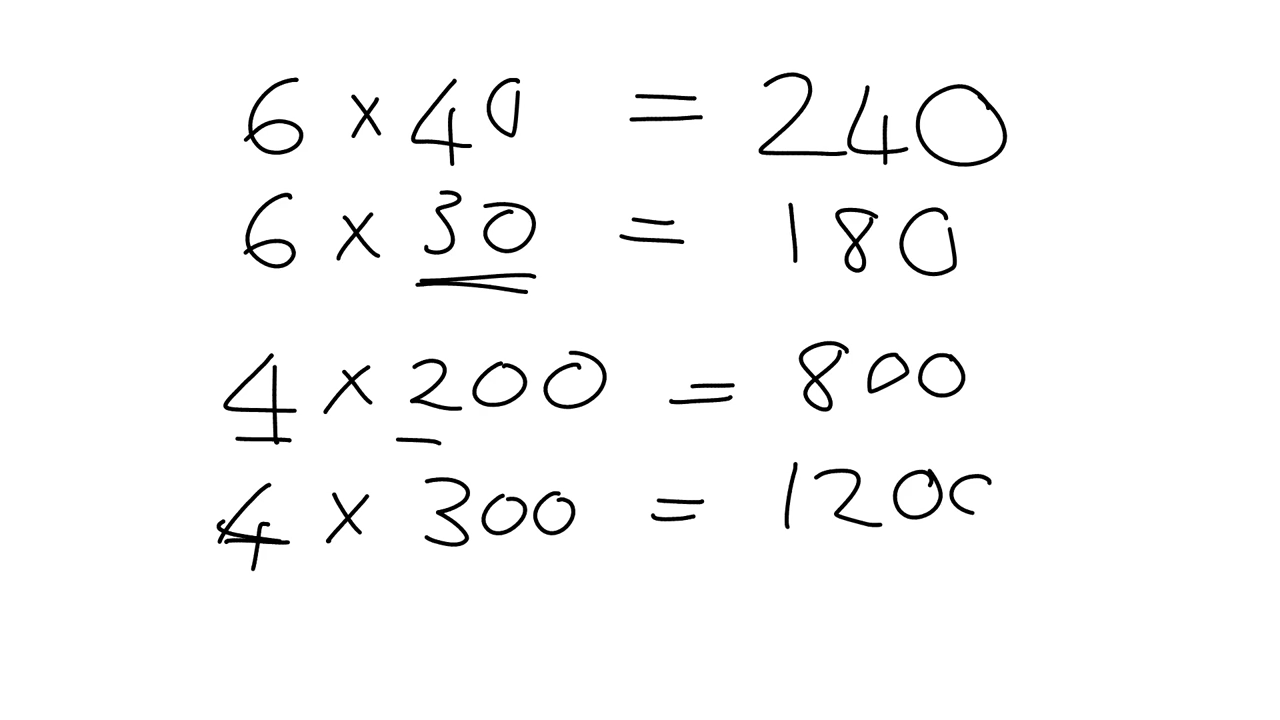 6 × 40 = 240
6 × 30 = 180
4 × 200 = 800
4 × 300 = 1200